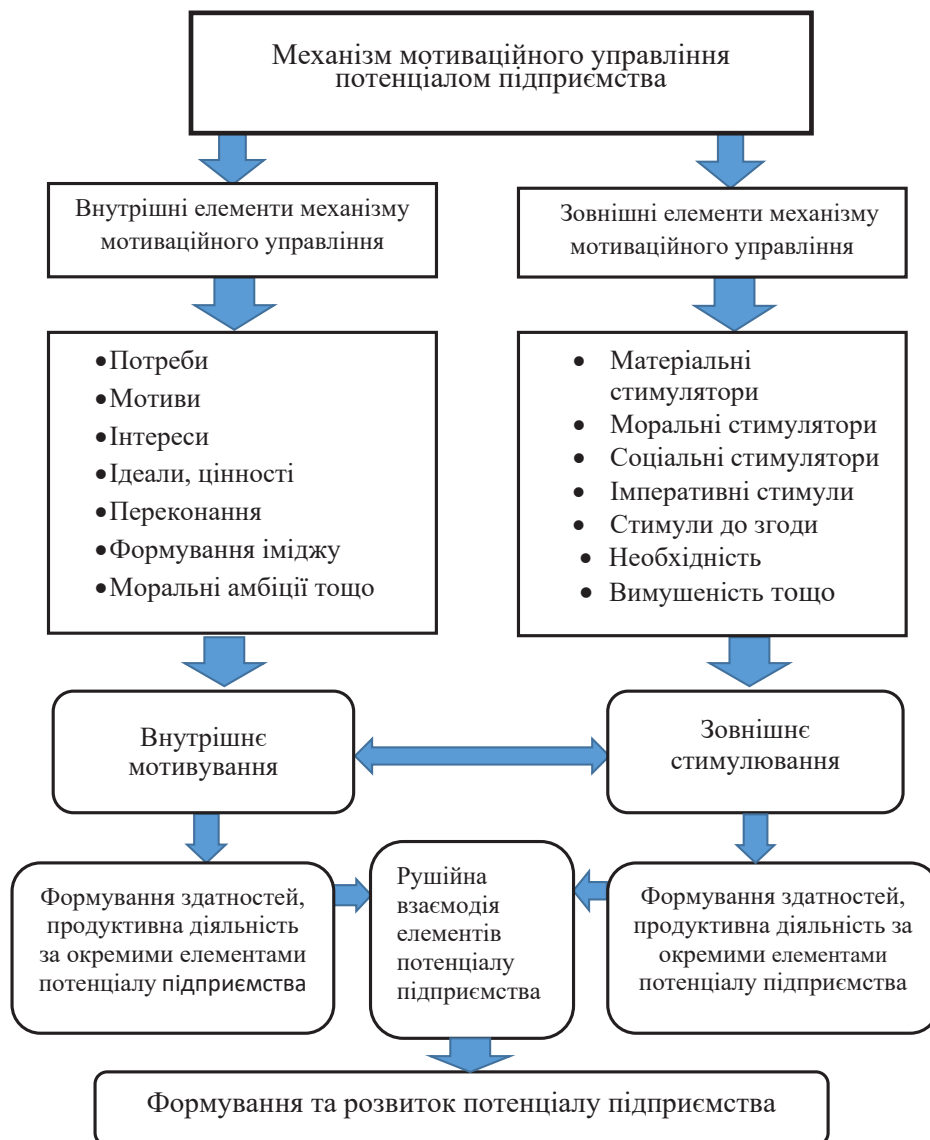 Механізм мотиваційного управління
потенціалом підприємства
Внутрішні елементи механізму
мотиваційного управління
Зовнішні елементи механізму
мотиваційного управління
•Потреби
•Мотиви
•Інтереси
•Ідеали, цінності
•Переконання
•Формування іміджу
•Моральні амбіції тощо
• Матеріальні
стимулятори
• Моральні стимулятори
• Соціальні стимулятори
• Імперативні стимули
• Стимули до згоди
• Необхідність
• Вимушеність тощо
Внутрішнє
мотивування
Зовнішнє
стимулювання
Формування здатностей,
продуктивна діяльність
за окремими елементами
потенціалу підприємства
Рушійна
взаємодія
елементів
потенціалу
підприємства
Формування здатностей,
продуктивна діяльність за
окремими елементами
потенціалу підприємства
Формування та розвиток потенціалу підприємства